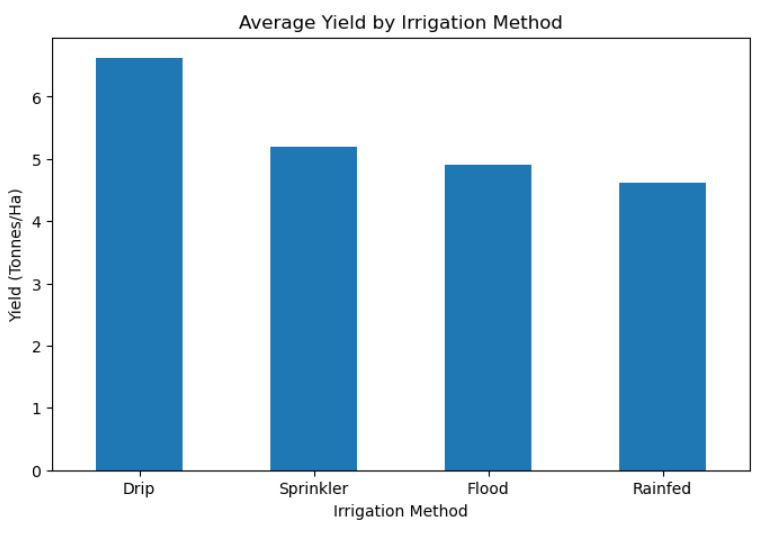 Average Yield by Irrigation Method
Yield (Tonnes/Ha)
6
5
4
3
2
1
0
Drip Sprinkler Flood Rainfed
Irrigation Method